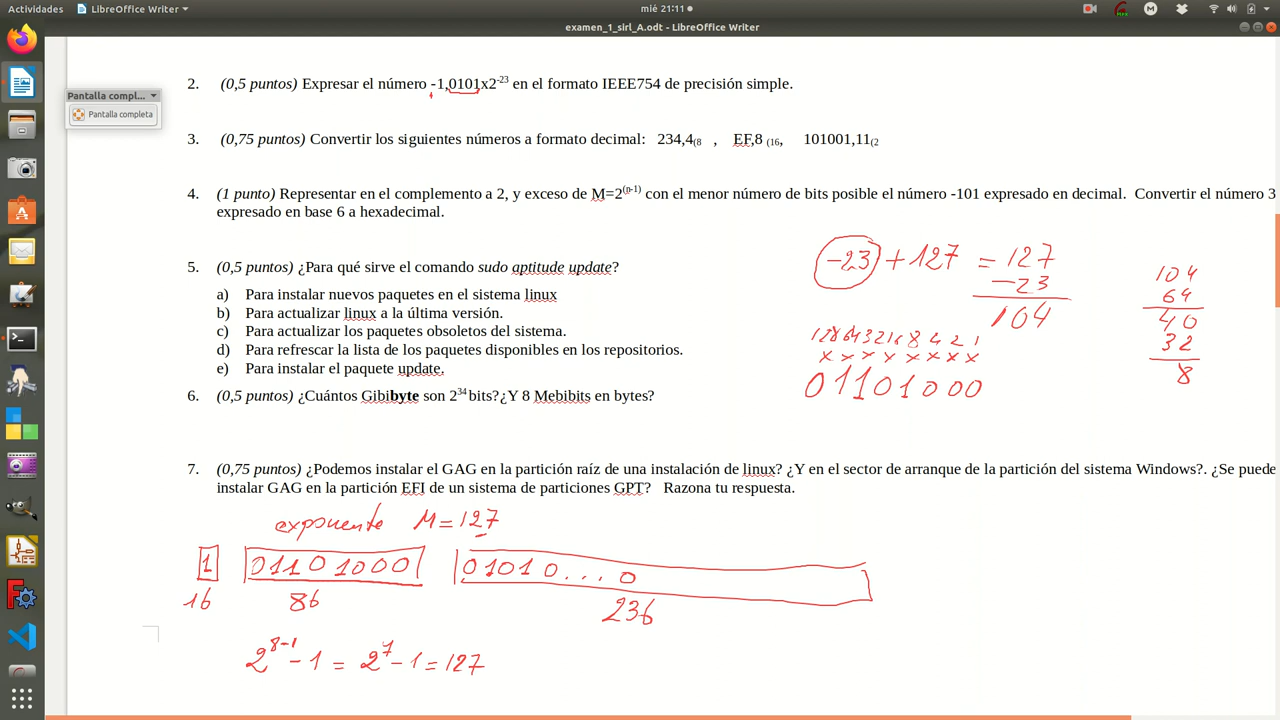 Actividades LibreOffice Writer mié 21:11
examen_1_sirl_A.odt - LibreOffice Writer
2. (0,5 puntos) Expresar el número -1,0101x2-23 en el formato IEEE754 de precisión simple.
Pantalla compl...
Pantalla completa
3. (0,75 puntos) Convertir los siguientes números a formato decimal: 234,4(8 , EF,8 (16, 101001,11(2
4. (1 punto) Representar en el complemento a 2, y exceso de M=2(n-1) con el menor número de bits posible el número -101 expresado en decimal. Convertir el número 3
expresado en base 6 a hexadecimal.
5. (0,5 puntos) ¿Para qué sirve el comando sudo aptitude update?
a) Para instalar nuevos paquetes en el sistema linux
b) Para actualizar linux a la última versión.
c) Para actualizar los paquetes obsoletos del sistema.
d) Para refrescar la lista de los paquetes disponibles en los repositorios.
e) Para instalar el paquete update.
-23 + 127 = 127
-23
104
128 64 32 16 8 4 2 1
x x x x x x x x
01101000
104
64
40
32
8
6. (0,5 puntos) ¿Cuántos Gibibyte son 234 bits?¿Y 8 Mebibits en bytes?
7. (0,75 puntos) ¿Podemos instalar el GAG en la partición raíz de una instalación de linux? ¿Y en el sector de arranque de la partición del sistema Windows?. ¿Se puede
instalar GAG en la partición EFI de un sistema de particiones GPT? Razona tu respuesta.
exponente M=127
1 01101000 01010...0
1b 8b 23b
28-1-1 = 27-1 = 127